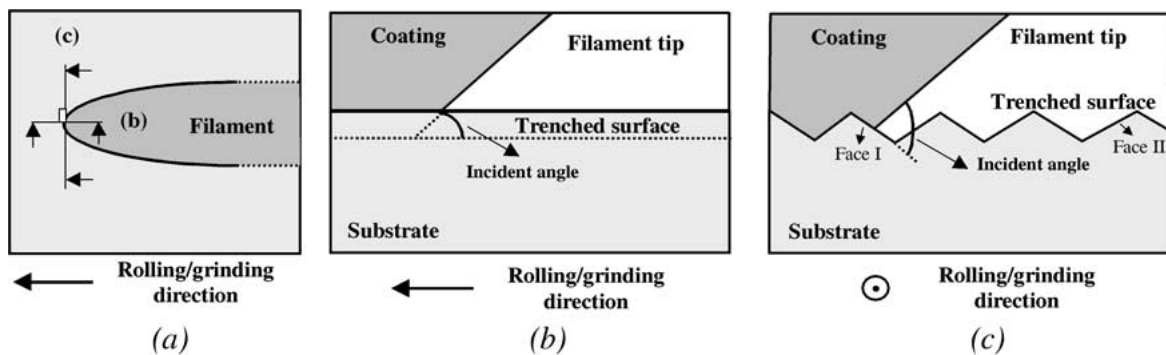 (c)
(b)
Filament
Rolling/grinding
direction
(a)
Coating
Filament tip
Trenched surface
Incident angle
Substrate
Rolling/grinding
direction
(b)
Coating
Filament tip
Trenched surface
Face I
Face II
Incident angle
Substrate
Rolling/grinding
direction
(c)